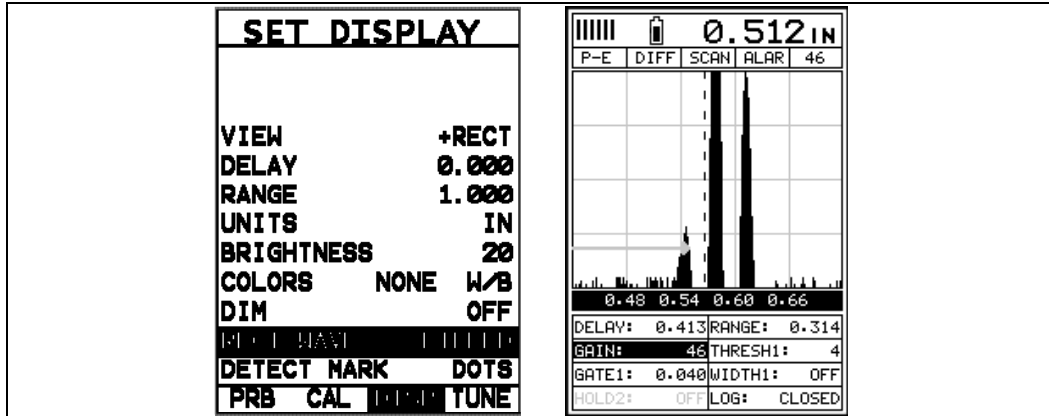 SET DISPLAY
VIEW +RECT
DELAY 0.000
RANGE 1.000
UNITS IN
BRIGHTNESS 20
COLORS NONE W/B
DIM OFF
DETECT MARK DOTS
PRB CAL TUNE
0.512 IN
P-E DIFF SCAN ALAR 46
0.48 0.54 0.60 0.66
DELAY: 0.413 RANGE: 0.314
GAIN: 46 THRESH1: 4
GATE1: 0.040 WIDTH1: OFF
HOLD2: OFF LOG: CLOSED